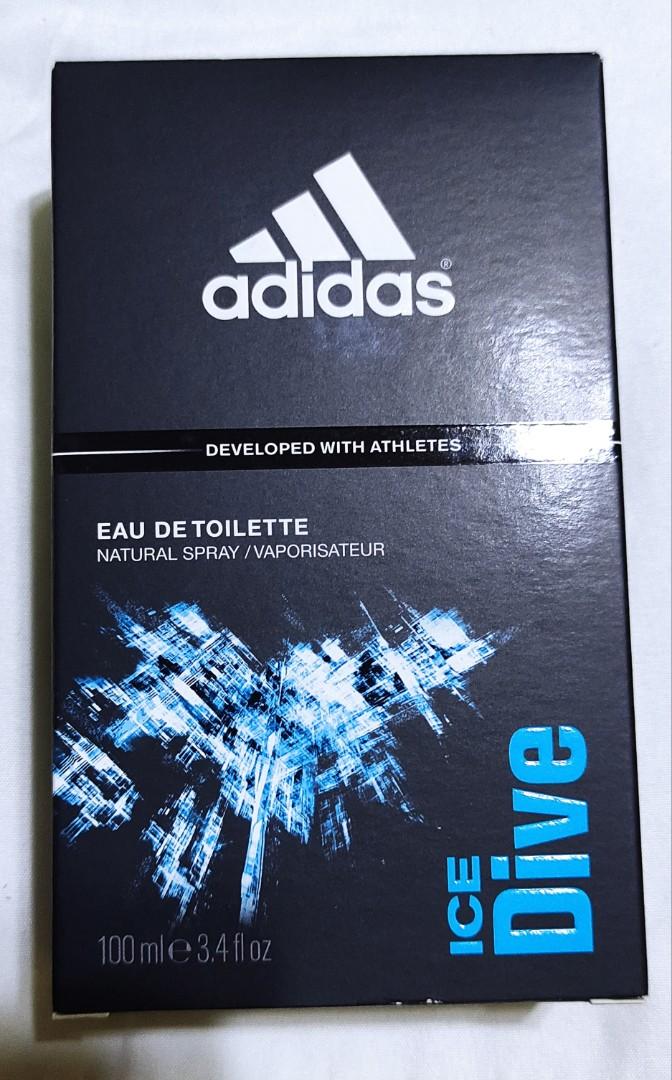 adidas®
DEVELOPED WITH ATHLETES
EAU DE TOILETTE
NATURAL SPRAY / VAPORISATEUR
ICE
Dive
100 ml e 3,4 fl oz